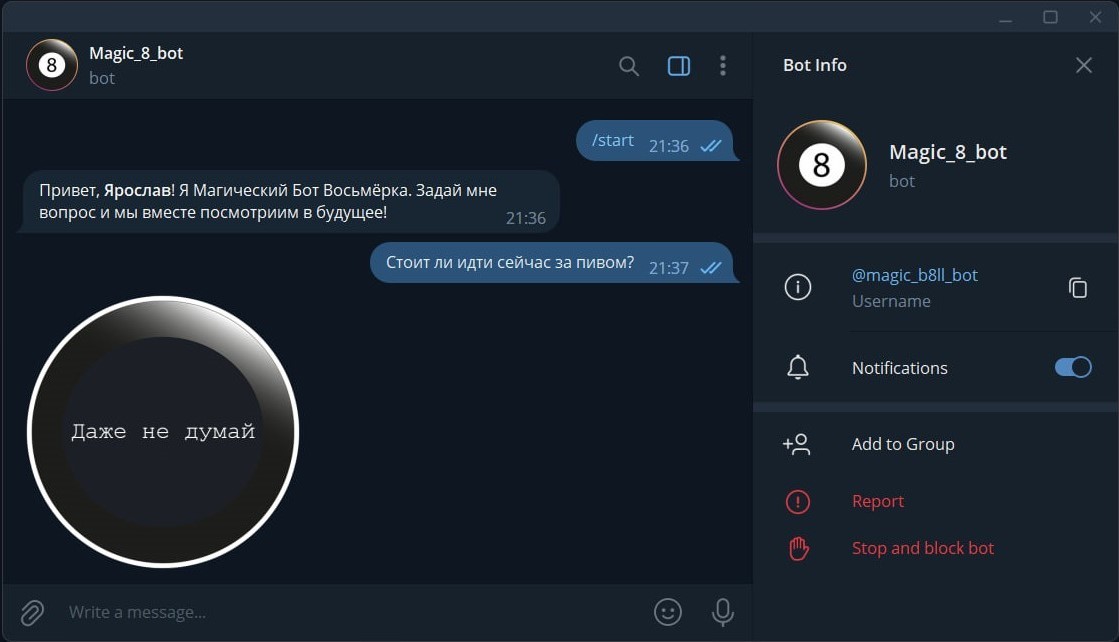 Magic_8_bot
bot
/start 21:36
Привет, Ярослав! Я Магический Бот Восьмёрка. Задай мне
вопрос и мы вместе посмотриим в будущее!
21:36
Стоит ли идти сейчас за пивом? 21:37
Даже не думай
Write a message...
Bot Info
8
8
Magic_8_bot
bot
@magic_b8ll_bot
Username
Notifications
Add to Group
Report
Stop and block bot